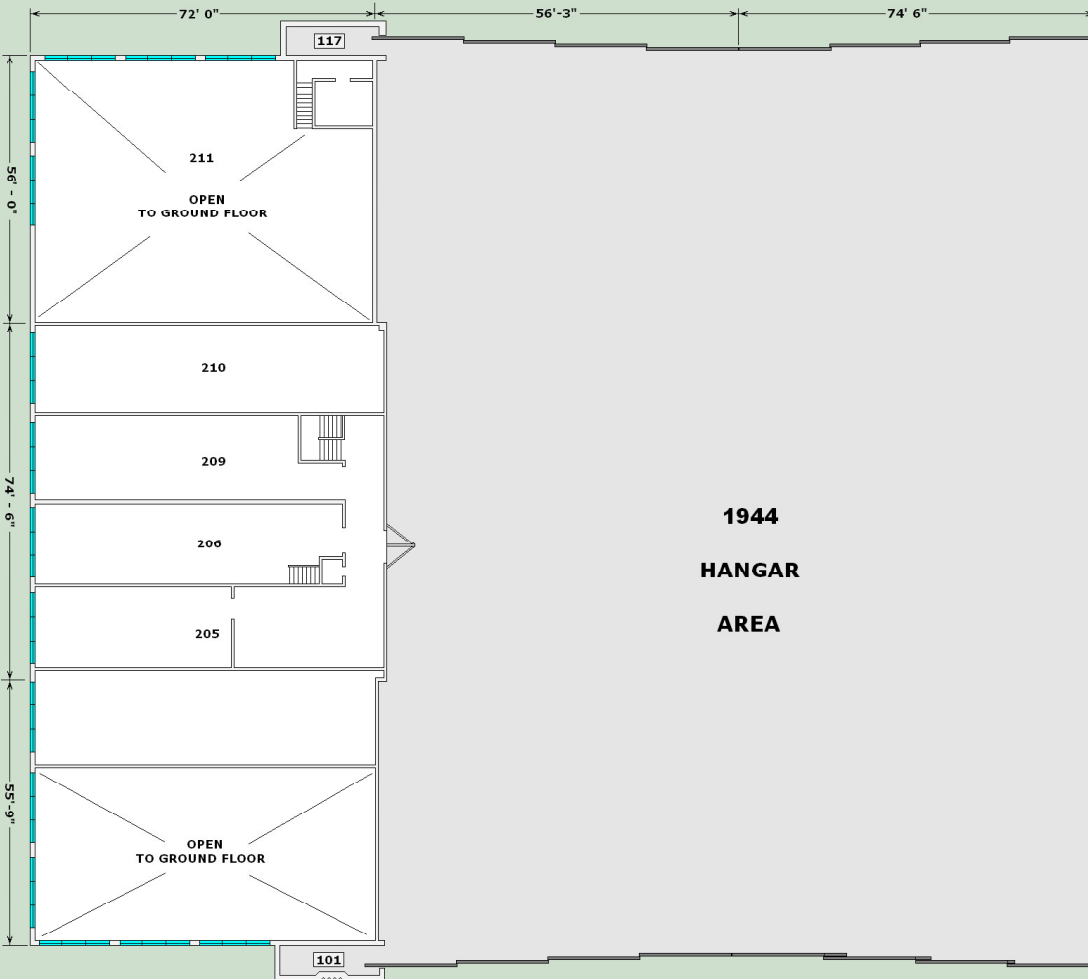 72' 0"
56'-3"
74' 6"
117
56' - 0"
211
OPEN
TO GROUND FLOOR
210
209
74' - 6"
1944
206
HANGAR
AREA
205
55'-9"
OPEN
TO GROUND FLOOR
101